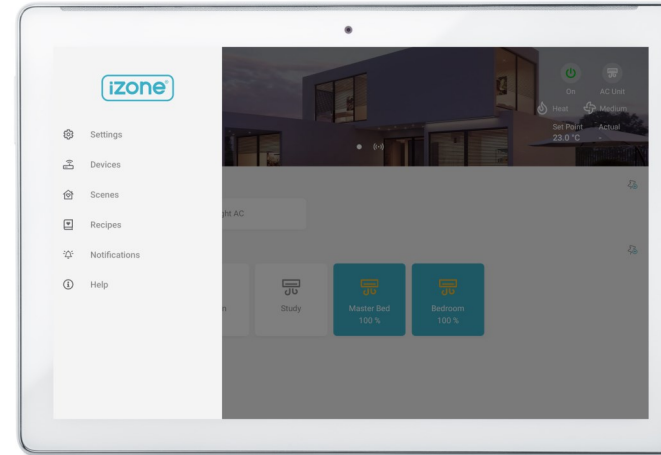 izone®
Settings
Devices
Scenes
Recipes
Notifications
Help
On
AC Unit
Heat
Medium
Set Point
Actual
23.0 °C
-
ght AC
n
Study
Master Bed
100 %
Bedroom
100 %